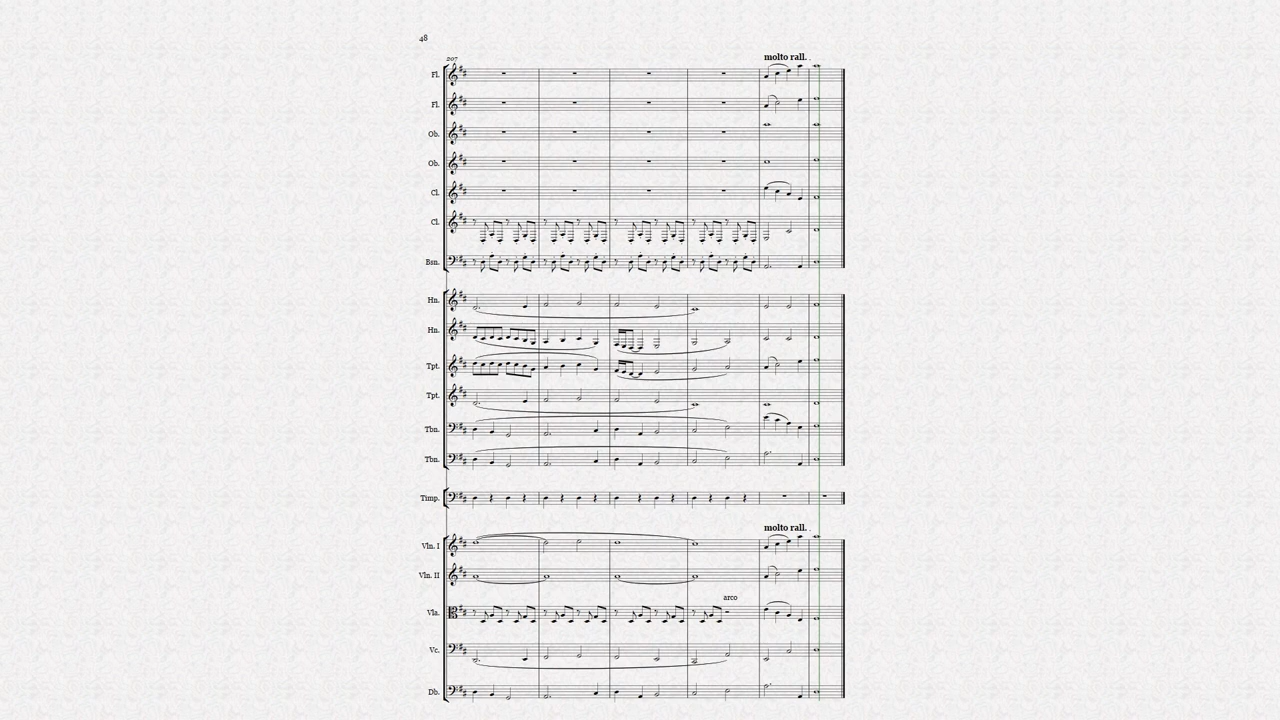 48
207
molto rall.
Fl.
Fl.
Ob.
Ob.
Cl.
Cl.
Bsn.
Hn.
Hn.
Tpt.
Tpt.
Tbn.
Tbn.
Timp.
molto rall.
Vln. I
Vln. II
arco
Vla.
Vc.
Db.